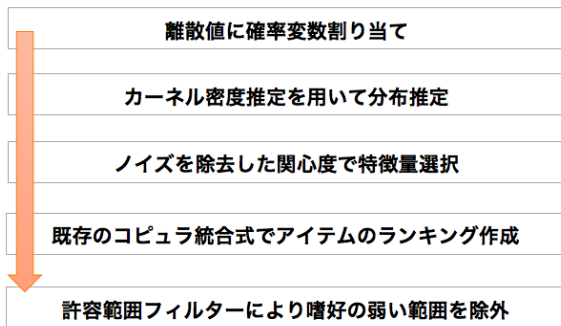 離散値に確率変数割り当て
カーネル密度推定を用いて分布推定
ノイズを除去した関心度で特徴量選択
既存のコピュラ統合式でアイテムのランキング作成
許容範囲フィルターにより嗜好の弱い範囲を除外